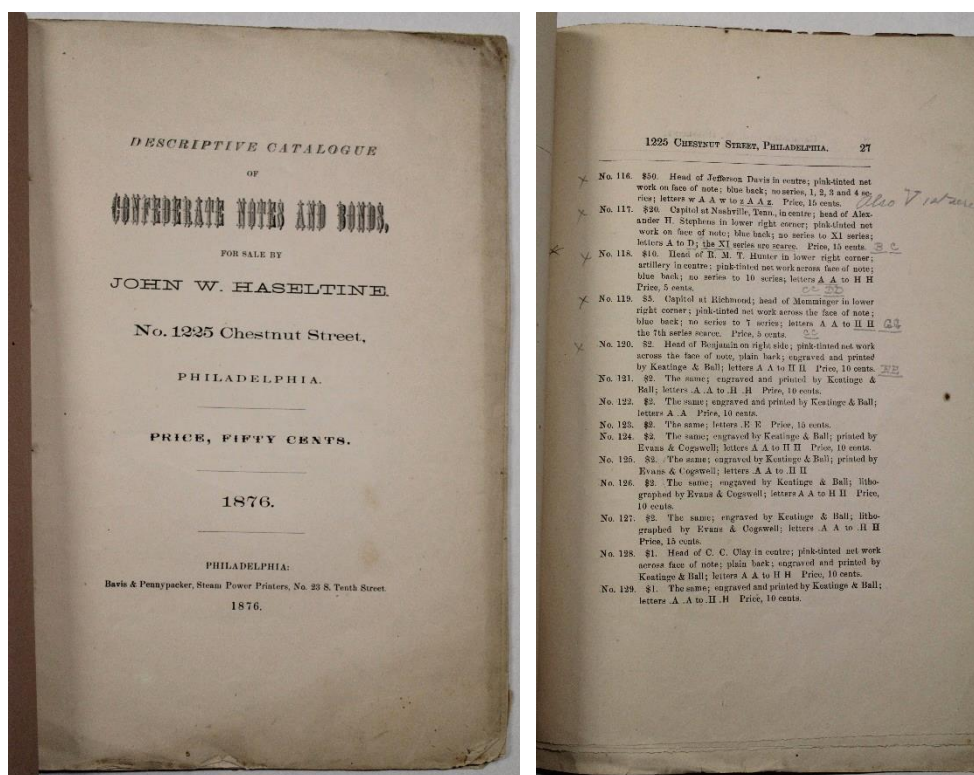 DESCRIPTIVE CATALOGUE
OF
CONFEDERATE NOTES AND BONDS,
FOR SALE BY
JOHN W. HASELTINE.
No. 1225 Chestnut Street,
PHILADELPHIA.
PRICE, FIFTY CENTS.
1876.
PHILADELPHIA:
Bavis & Pennypacker, Steam Power Printers, No. 23 S. Tenth Street
1876.
1225 CHESTNUT STREET, PHILADELPHIA. 27
No. 116. $50. Head of Jefferson Davis in centre; pink-tinted net
work on face of note; blue back; no series, 1, 2, 3 and 4 se-
ries; letters w A A w to z A A z. Price, 15 cents. Also V
No. 117. $20. Capitol at Nashville, Tenn., in centre; head of Alex-
ander H. Stephens in lower right corner; pink-tinted net
work on face of note; blue back; no series to XI series;
letters A to D; the XI series are scarce. Price, 15 cents. B C
No. 118. $10. Head of R. M. T. Hunter in lower right corner;
artillery in centre; pink-tinted net work across face of note;
blue back; no series to 10 series; letters A A to H H
Price, 5 cents.
No. 119. $5. Capitol at Richmond; head of Memminger in lower
right corner; pink-tinted net work across the face of note;
blue back; no series to 7 series; letters A A to H H
the 7th series scarce. Price, 5 cents.
No. 120. $2. Head of Benjamin on right side; pink-tinted net work
across the face of note, plain back; engraved and printed
by Keatinge & Ball; letters A A to H H Price, 10 cents. EE
No. 121. $2. The same; engraved and printed by Keatinge &
Ball; letters .A .A to .H .H Price, 10 cents.
No. 122. $2. The same; engraved and printed by Keatinge & Ball;
letters A .A Price, 10 cents.
No. 123. $2. The same; letters .E E Price, 15 cents.
No. 124. $2. The same; engraved by Keatinge & Ball; printed by
Evans & Cogswell; letters A A to H H Price, 10 cents.
No. 125. $2. The same; engraved by Keatinge & Ball; printed by
Evans & Cogswell; letters .A A to .H H
No. 126. $2. The same; engraved by Keatinge & Ball; litho-
graphed by Evans & Cogswell; letters A A to H H Price,
10 cents.
No. 127. $2. The same; engraved by Keatinge & Ball; litho-
graphed by Evans & Cogswell; letters .A A to .H H
Price, 15 cents.
No. 128. $1. Head of C. C. Clay in centre; pink-tinted net work
across face of note; plain back; engraved and printed by
Keatinge & Ball; letters A A to H H Price, 10 cents.
No. 129. $1. The same; engraved and printed by Keatinge & Ball;
letters .A .A to .H .H Price, 10 cents.